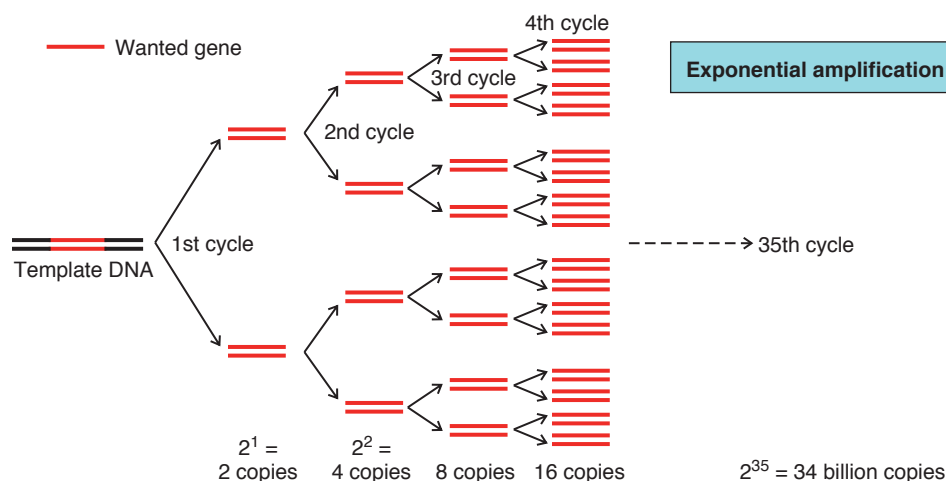 4th cycle
Wanted gene
3rd cycle
Exponential amplification
2nd cycle
1st cycle
35th cycle
Template DNA
2¹ =
2 copies
2² =
4 copies
8 copies
16 copies
2³⁵ = 34 billion copies